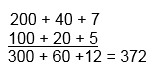 200 + 40 + 7
100 + 20 + 5
300 + 60 +12 = 372